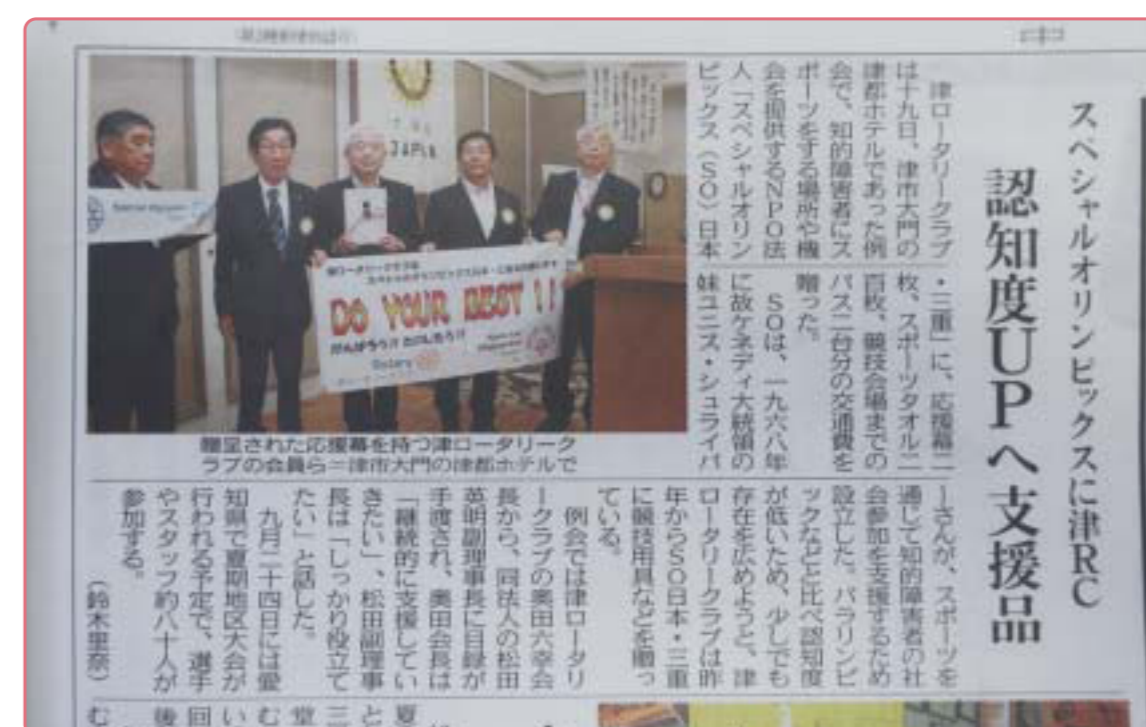 スペシャルオリンピックスに津RC
認知度UPへ支援品
津ロータリークラブ
は十九日、津市大門の
津都ホテルであった例
会で、知的障害者にス
ポーツをする場所や機
会を提供するNPO法
人「スペシャルオリン
ピックス(SO)日本
・三重」に、応援幕二
枚、スポーツタオル二
百枚、競技会場までの
バス二台分の交通費を
贈った。
SOは、一九六八年
に故ケネディ大統領の
妹ユニス・シュライバ
ーさんが、スポーツを
通して知的障害者の社
会参加を支援するため
設立した。パラリンピ
ックなどと比べ認知度
が低いため、少しでも
存在を広めようと、津
ロータリークラブは昨
年からSO日本・三重
に競技用具などを贈っ
ている。
例会では津ロータリ
ークラブの奥田六幸会
長から、同法人の松田
英明副理事長に目録が
手渡され、奥田会長は
「継続的に支援してい
きたい」、松田副理事
長は「しっかり役立て
たい」と話した。
九月二十四日には愛
知県で夏期地区大会が
行われる予定で、選手
やスタッフ約八十人が
参加する。
(鈴木里奈)
贈呈された応援幕を持つ津ロータリーク
ラブの会員ら=津市大門の津都ホテルで
JAPAN
DO YOUR BEST!!
がんばろう!! たのしもう!!
Rotary